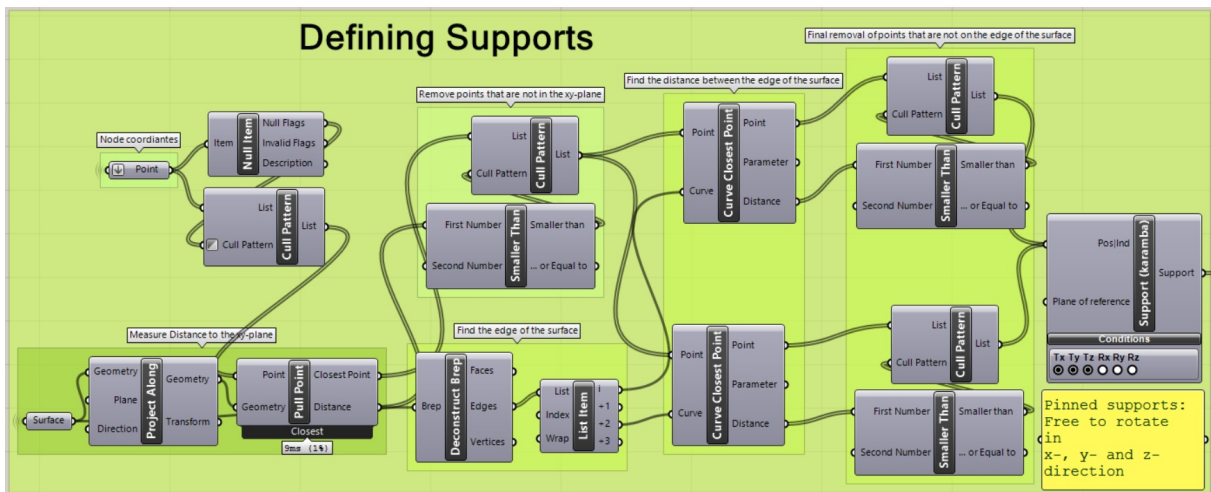 Defining Supports
Final removal of points that are not on the edge of the surface
Find the distance between the edge of the surface
Remove points that are not in the xy-plane
Node coordiantes
Point
Item
Null Item
Null Flags
Invalid Flags
Description
List
Cull Pattern
Cull Pattern
List
List
Cull Pattern
Cull Pattern
List
First Number
Second Number
Smaller Than
Smaller than
... or Equal to
Point
Curve
Curve Closest Point
Point
Parameter
Distance
List
Cull Pattern
Cull Pattern
List
First Number
Second Number
Smaller Than
Smaller than
... or Equal to
Measure Distance to the xy-plane
Surface
Geometry
Plane
Direction
Project Along
Geometry
Transform
Point
Geometry
Pull Point
Closest Point
Distance
Closest
9ms (1%)
Find the edge of the surface
Brep
Deconstruct Brep
Faces
Edges
Vertices
List
Index
Wrap
List Item
i
+1
+2
+3
Point
Curve
Curve Closest Point
Point
Parameter
Distance
List
Cull Pattern
Cull Pattern
List
First Number
Second Number
Smaller Than
Smaller than
... or Equal to
Pos|Ind
Plane of reference
Support (karamba)
Support
Conditions
Tx Ty Tz Rx Ry Rz
Pinned supports:
Free to rotate
in
x-, y- and z-
direction